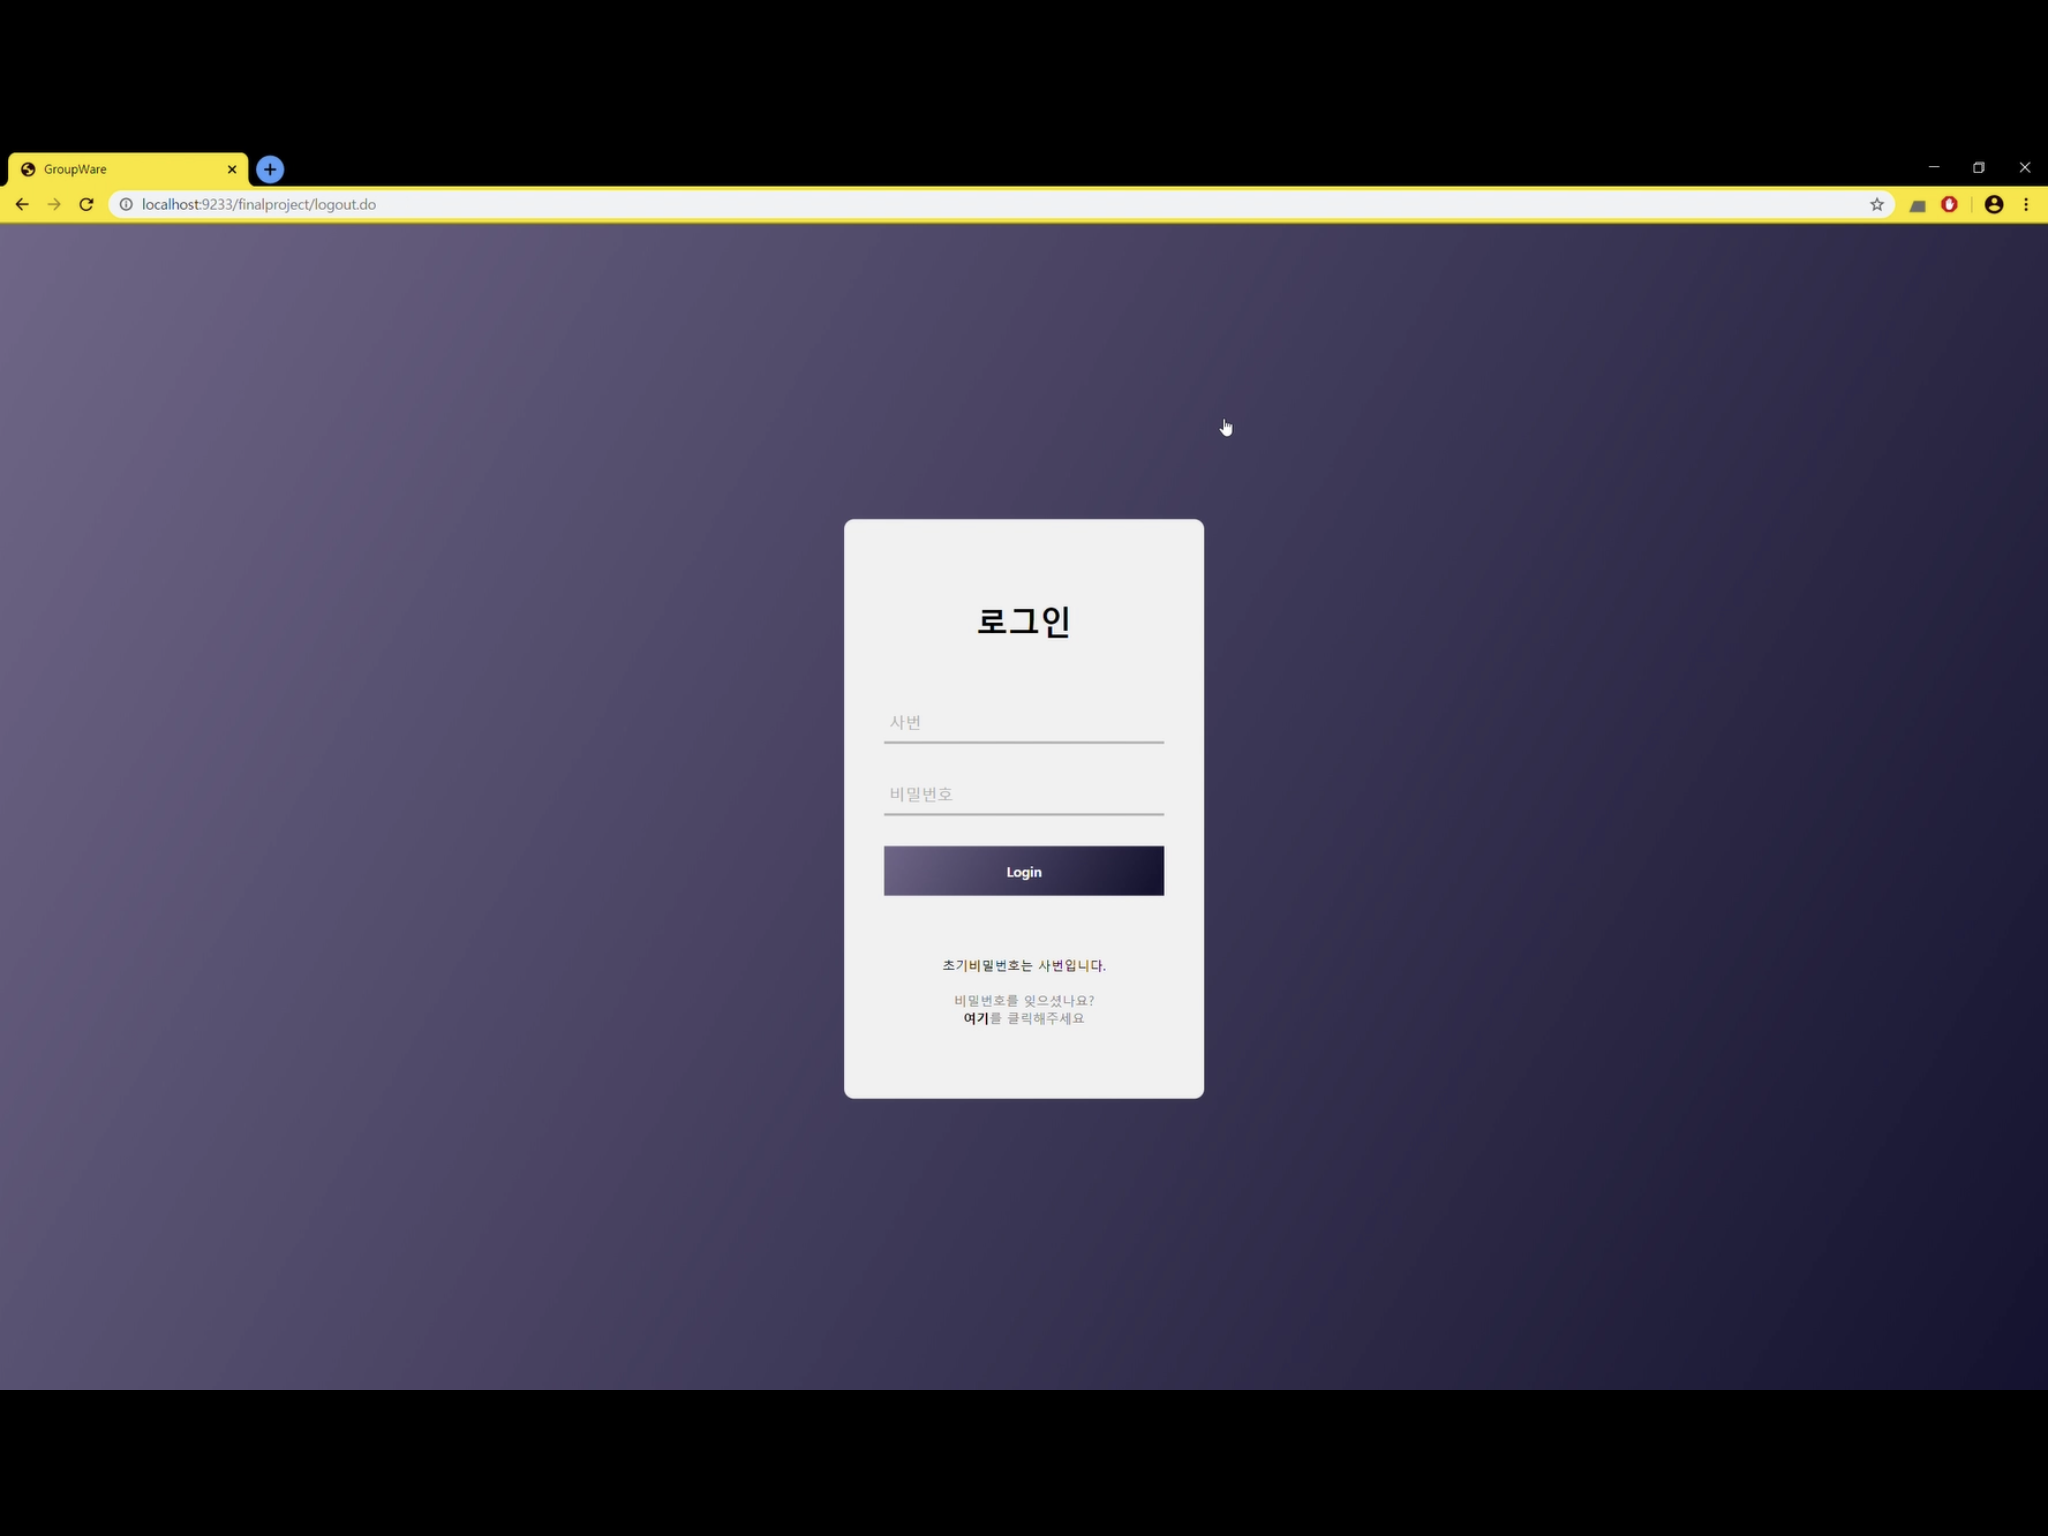 GroupWare
localhost:9233/finalproject/logout.do
로그인
사번
비밀번호
Login
초기비밀번호는 사번입니다.
비밀번호를 잊으셨나요?
여기를 클릭해주세요